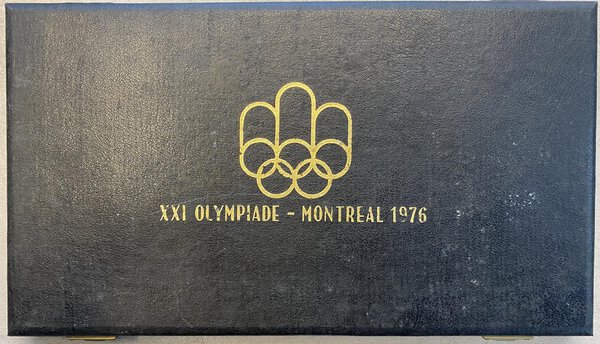 XXI OLYMPIADE - MONTREAL 1976